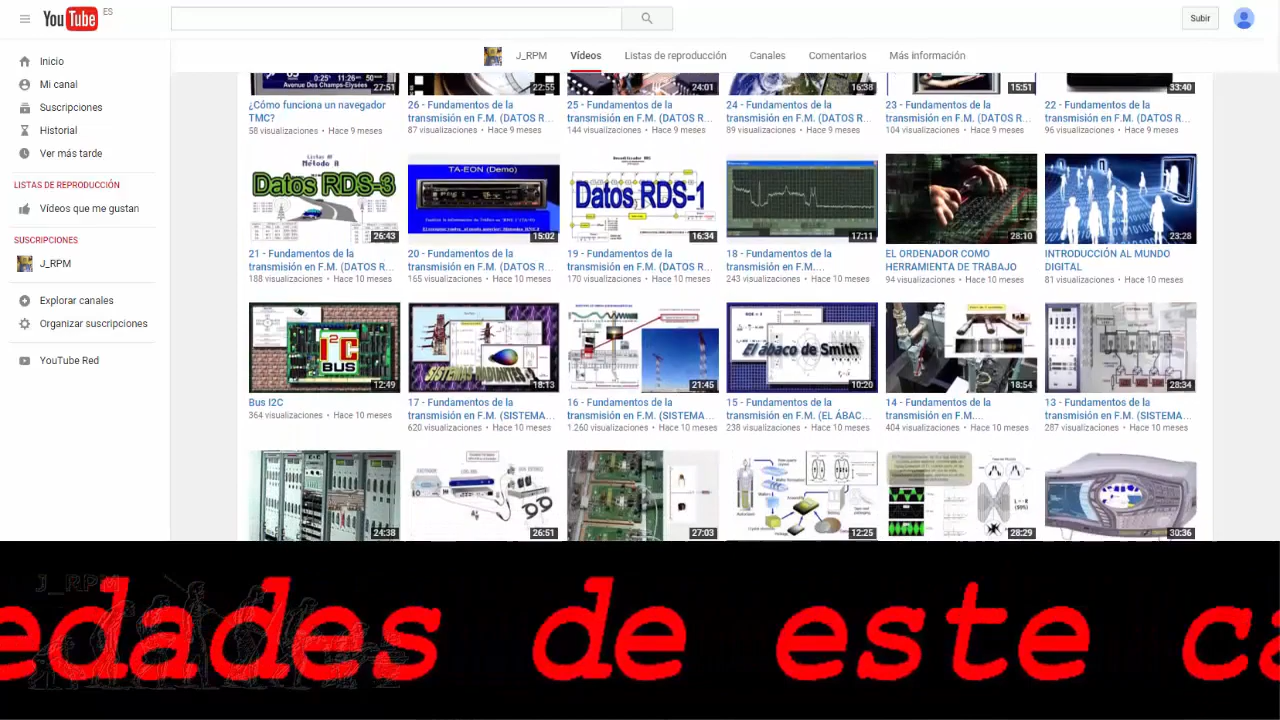 YouTube ES
Subir
J_RPM Vídeos Listas de reproducción Canales Comentarios Más información
Inicio
Mi canal
Suscripciones
Historial
Ver más tarde
LISTAS DE REPRODUCCIÓN
Vídeos que me gustan
SUSCRIPCIONES
J_RPM
Explorar canales
Organizar suscripciones
YouTube Red
Avenue Des Champs-Elysées
27:51 22:55 24:01 16:38 15:51 33:40
¿Cómo funciona un navegador TMC?
58 visualizaciones • Hace 9 meses
26 - Fundamentos de la transmisión en F.M. (DATOS R...
87 visualizaciones • Hace 9 meses
25 - Fundamentos de la transmisión en F.M. (DATOS R...
144 visualizaciones • Hace 9 meses
24 - Fundamentos de la transmisión en F.M. (DATOS R...
89 visualizaciones • Hace 9 meses
23 - Fundamentos de la transmisión en F.M. (DATOS R...
104 visualizaciones • Hace 9 meses
22 - Fundamentos de la transmisión en F.M. (DATOS R...
96 visualizaciones • Hace 9 meses
Listas AF
Método A
Datos RDS-3
26:43
TA-EON (Demo)
15:02
Datos RDS-1
16:34
17:11
28:10
23:28
21 - Fundamentos de la transmisión en F.M. (DATOS R...
188 visualizaciones • Hace 10 meses
20 - Fundamentos de la transmisión en F.M. (DATOS R...
165 visualizaciones • Hace 10 meses
19 - Fundamentos de la transmisión en F.M. (DATOS R...
170 visualizaciones • Hace 10 meses
18 - Fundamentos de la transmisión en F.M....
243 visualizaciones • Hace 10 meses
EL ORDENADOR COMO HERRAMIENTA DE TRABAJO
94 visualizaciones • Hace 10 meses
INTRODUCCIÓN AL MUNDO DIGITAL
81 visualizaciones • Hace 10 meses
I2C
BUS
12:49
18:13
21:45
El ábaco de Smith
10:20
18:54
28:34
Bus I2C
364 visualizaciones • Hace 10 meses
17 - Fundamentos de la transmisión en F.M. (SISTEMA...
620 visualizaciones • Hace 10 meses
16 - Fundamentos de la transmisión en F.M. (SISTEMA...
1.260 visualizaciones • Hace 10 meses
15 - Fundamentos de la transmisión en F.M. (EL ÁBAC...
238 visualizaciones • Hace 10 meses
14 - Fundamentos de la transmisión en F.M....
404 visualizaciones • Hace 10 meses
13 - Fundamentos de la transmisión en F.M. (SISTEMA...
287 visualizaciones • Hace 10 meses
24:38 26:51 27:03 12:25 28:29 30:36
J_RPM
edades de este ca